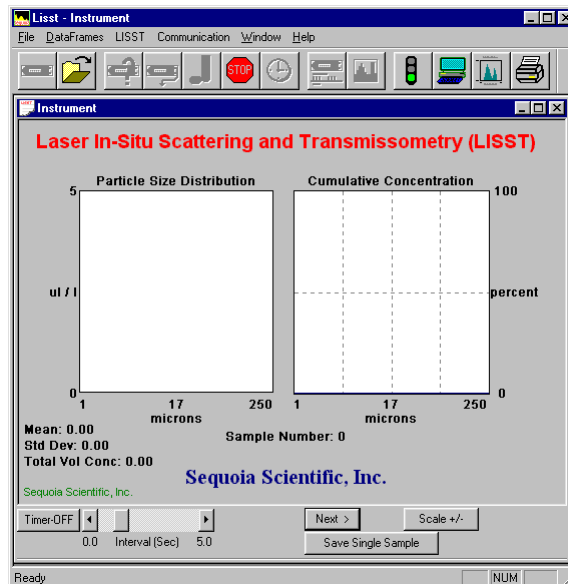 Lisst - Instrument
File DataFrames LISST Communication Window Help
STOP
Instrument
Laser In-Situ Scattering and Transmissometry (LISST)
Particle Size Distribution Cumulative Concentration
5 100
ul / l percent
0 0
1 17 250 1 17 250
microns microns
Mean: 0.00
Sample Number: 0
Std Dev: 0.00
Total Vol Conc: 0.00
Sequoia Scientific, Inc.
Sequoia Scientific, Inc.
Timer-OFF Next > Scale +/-
0.0 Interval (Sec) 5.0 Save Single Sample
Ready NUM